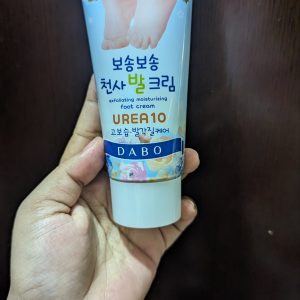 보송보송
천사 발 크림
exfoliating moisturizing
foot cream
UREA10
고보습·발각질케어
DABO